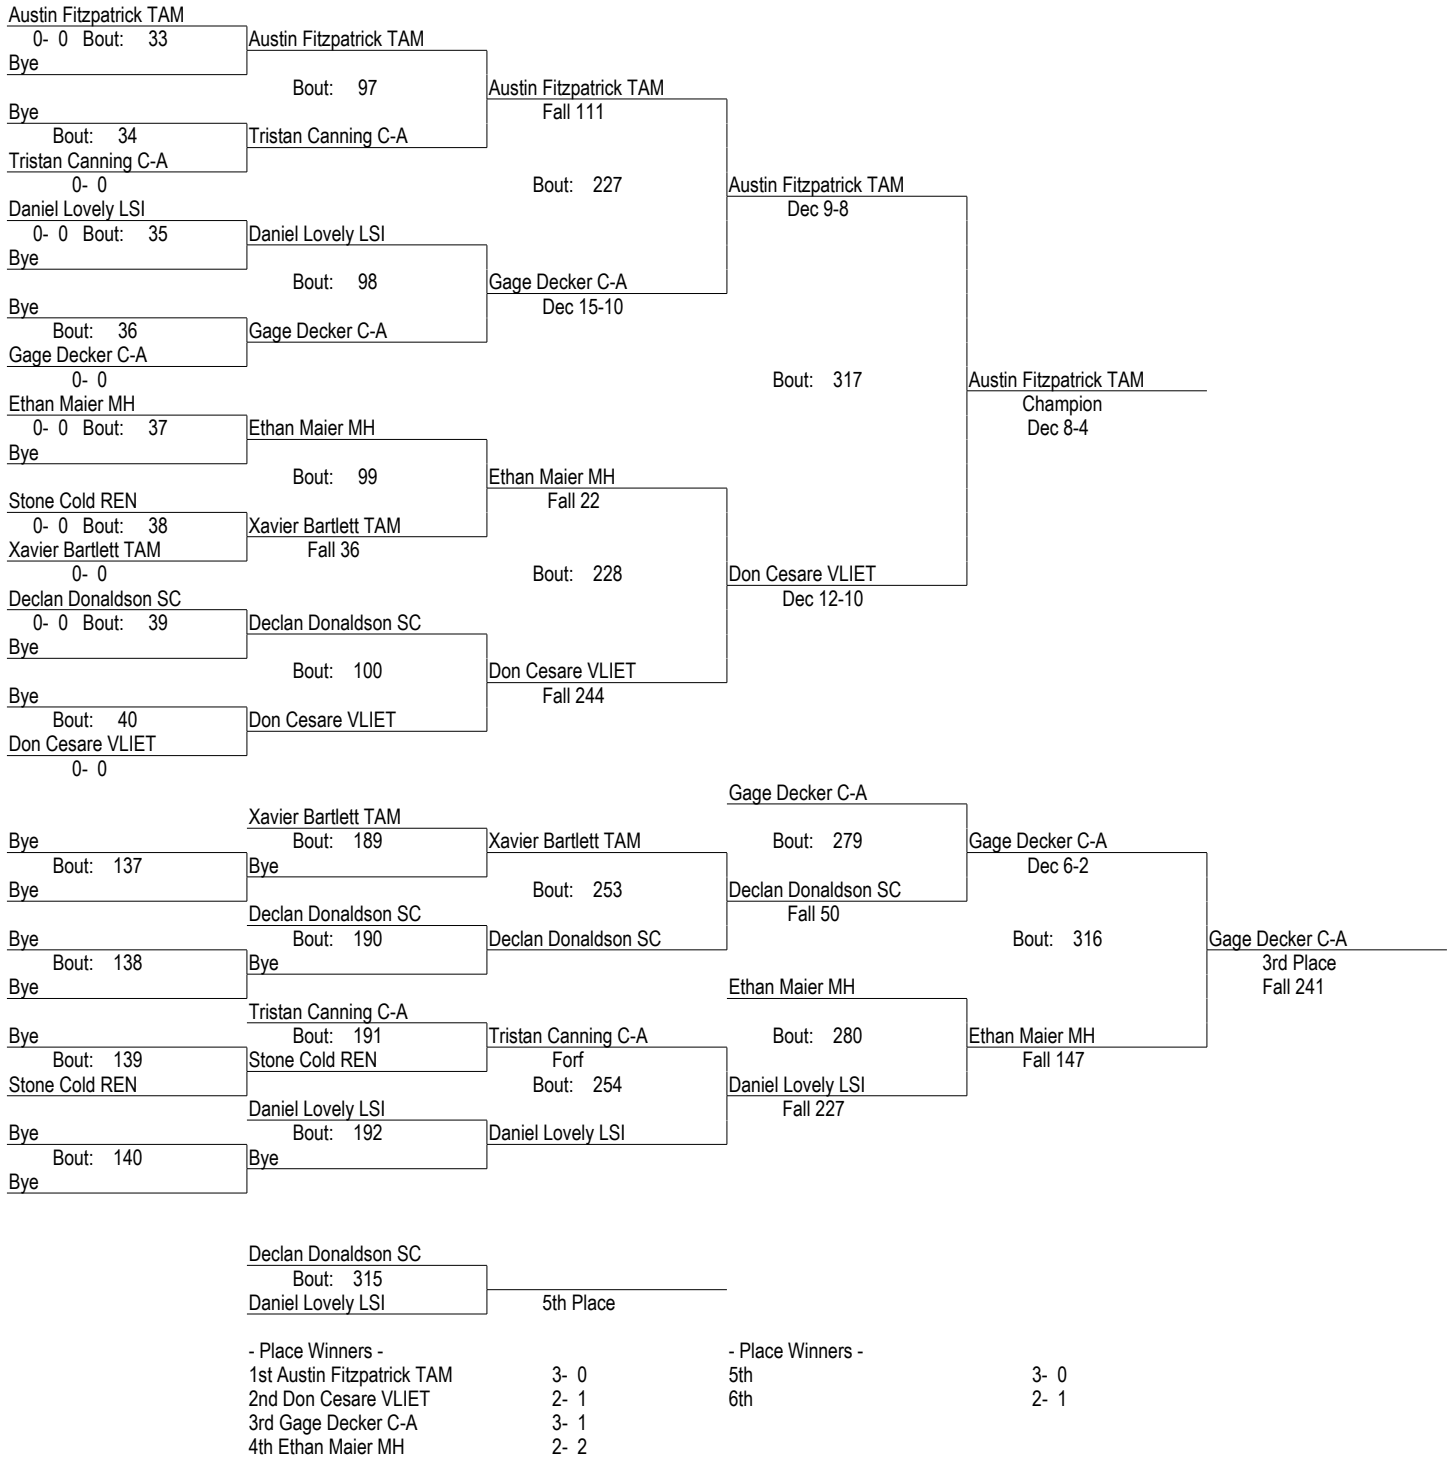 Austin Fitzpatrick TAM
0- 0 Bout: 33 Austin Fitzpatrick TAM
Bye
Bout: 97 Austin Fitzpatrick TAM
Bye Fall 111
Bout: 34 Tristan Canning C-A
Tristan Canning C-A
0- 0 Bout: 227 Austin Fitzpatrick TAM
Daniel Lovely LSI Dec 9-8
0- 0 Bout: 35 Daniel Lovely LSI
Bye
Bout: 98 Gage Decker C-A
Bye Dec 15-10
Bout: 36 Gage Decker C-A
Gage Decker C-A
0- 0 Bout: 317 Austin Fitzpatrick TAM
Ethan Maier MH Champion
0- 0 Bout: 37 Ethan Maier MH Dec 8-4
Bye
Bout: 99 Ethan Maier MH
Stone Cold REN Fall 22
0- 0 Bout: 38 Xavier Bartlett TAM
Xavier Bartlett TAM Fall 36
0- 0 Bout: 228 Don Cesare VLIET
Declan Donaldson SC Dec 12-10
0- 0 Bout: 39 Declan Donaldson SC
Bye
Bout: 100 Don Cesare VLIET
Bye Fall 244
Bout: 40 Don Cesare VLIET
Don Cesare VLIET
0- 0
Gage Decker C-A
Xavier Bartlett TAM
Bye Bout: 189 Xavier Bartlett TAM Bout: 279 Gage Decker C-A
Bout: 137 Bye Dec 6-2
Bye Bout: 253 Declan Donaldson SC
Declan Donaldson SC Fall 50
Bye Bout: 190 Declan Donaldson SC Bout: 316 Gage Decker C-A
Bout: 138 Bye 3rd Place
Bye Ethan Maier MH Fall 241
Tristan Canning C-A
Bye Bout: 191 Tristan Canning C-A Bout: 280 Ethan Maier MH
Bout: 139 Stone Cold REN Forf Fall 147
Stone Cold REN Bout: 254 Daniel Lovely LSI
Daniel Lovely LSI Fall 227
Bye Bout: 192 Daniel Lovely LSI
Bout: 140 Bye
Bye
Declan Donaldson SC
Bout: 315
Daniel Lovely LSI 5th Place
- Place Winners - - Place Winners -
1st Austin Fitzpatrick TAM 3- 0 5th 3- 0
2nd Don Cesare VLIET 2- 1 6th 2- 1
3rd Gage Decker C-A 3- 1
4th Ethan Maier MH 2- 2